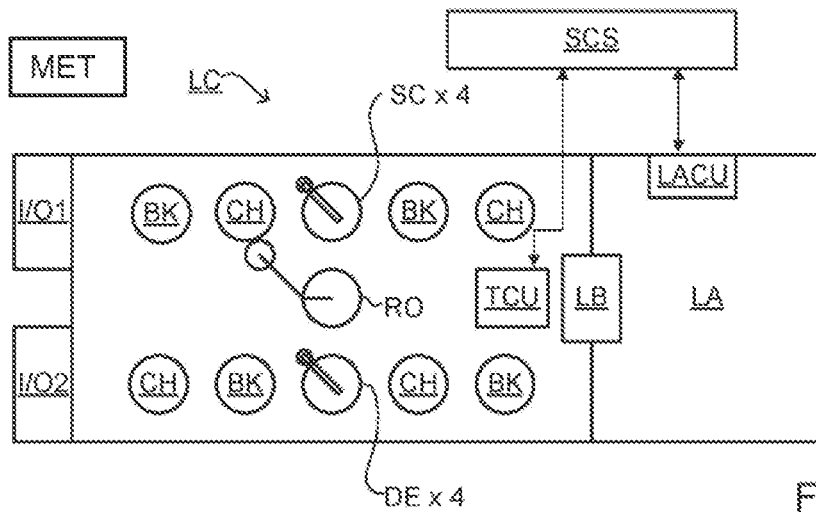 SCS
MET
LC
SC x 4
I/O1
BK
CH
BK
CH
LACU
RO
TCU
LB
LA
I/O2
CH
BK
CH
BK
DE x 4
F